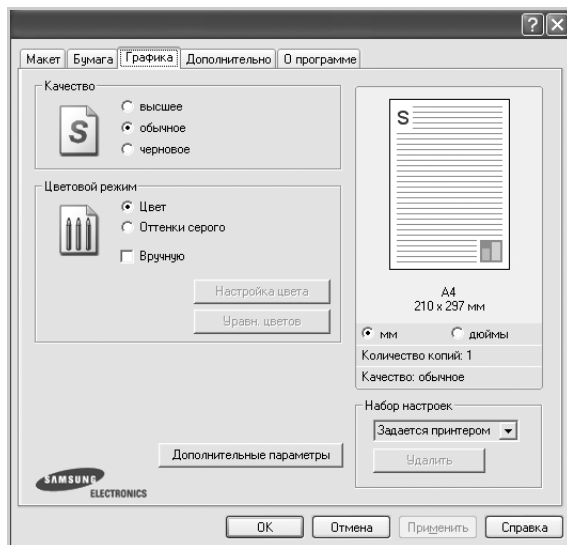 Макет
Бумага
Графика
Дополнительно
О программе
Качество
S
высшее
обычное
черновое
Цветовой режим
Цвет
Оттенки серого
Вручную
Настройка цвета
Уравн. цветов
Дополнительные параметры
SAMSUNG
ELECTRONICS
S
A4
210 x 297 мм
мм
дюймы
Количество копий: 1
Качество: обычное
Набор настроек
Задается принтером
Удалить
OK
Отмена
Применить
Справка